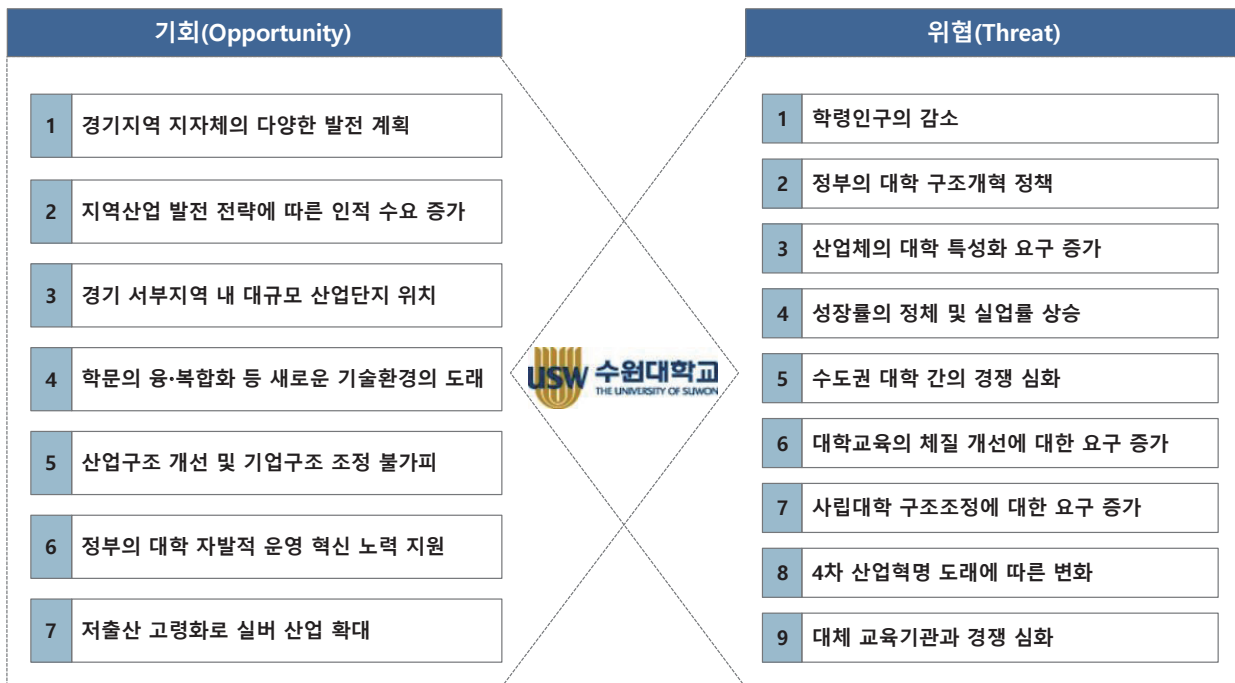 기회(Opportunity)
1 경기지역 지자체의 다양한 발전 계획
2 지역산업 발전 전략에 따른 인적 수요 증가
3 경기 서부지역 내 대규모 산업단지 위치
4 학문의 융·복합화 등 새로운 기술환경의 도래
5 산업구조 개선 및 기업구조 조정 불가피
6 정부의 대학 자발적 운영 혁신 노력 지원
7 저출산 고령화로 실버 산업 확대
USW 수원대학교
THE UNIVERSITY OF SUWON
위협(Threat)
1 학령인구의 감소
2 정부의 대학 구조개혁 정책
3 산업체의 대학 특성화 요구 증가
4 성장률의 정체 및 실업률 상승
5 수도권 대학 간의 경쟁 심화
6 대학교육의 체질 개선에 대한 요구 증가
7 사립대학 구조조정에 대한 요구 증가
8 4차 산업혁명 도래에 따른 변화
9 대체 교육기관과 경쟁 심화